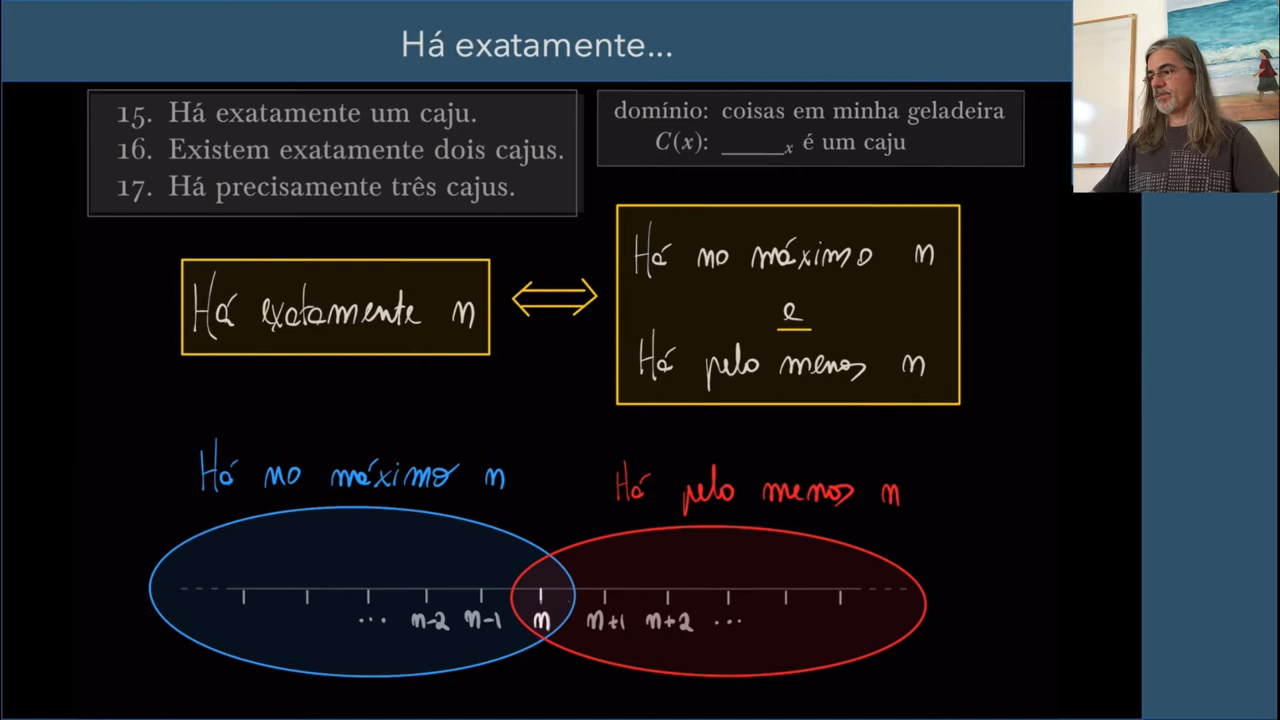 Há exatamente...
15. Há exatamente um caju.
16. Existem exatamente dois cajus.
17. Há precisamente três cajus.
domínio: coisas em minha geladeira
C(x): _____x é um caju
Há exatamente n
Há no máximo n
e
Há pelo menos n
Há no máximo n
Há pelo menos n
... n-2 n-1 n n+1 n+2 ...